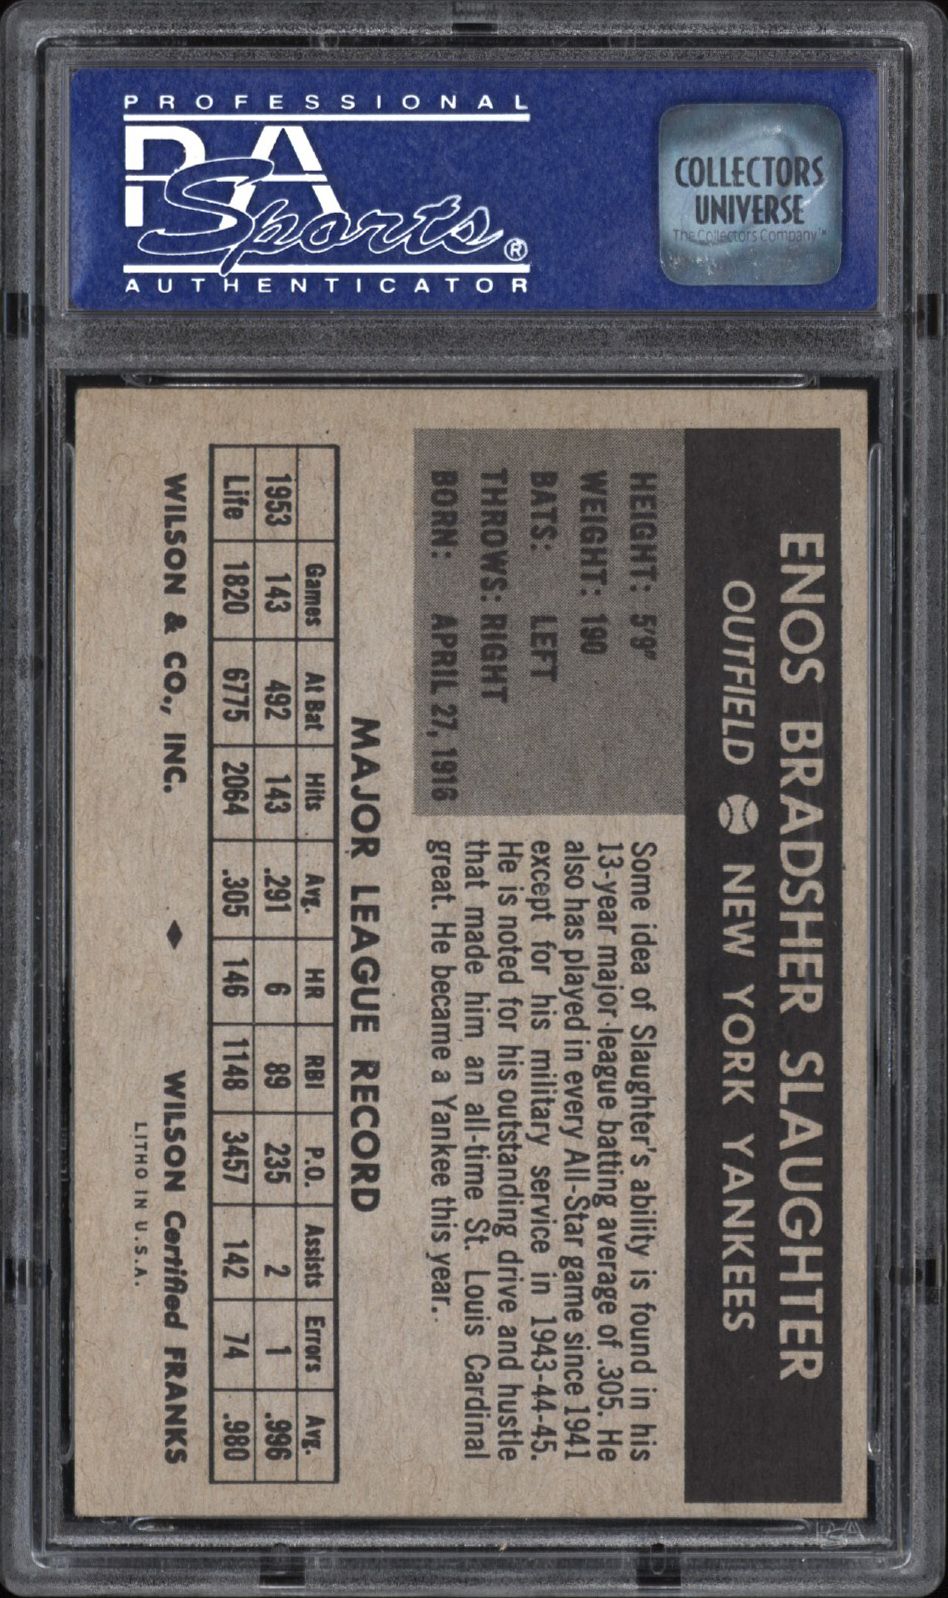 PROFESSIONAL
PSA
Sports®
AUTHENTICATOR
COLLECTORS
UNIVERSE
The Collectors Company™
ENOS BRADSHER SLAUGHTER
OUTFIELD NEW YORK YANKEES
HEIGHT: 5'9"
WEIGHT: 190
BATS: LEFT
THROWS: RIGHT
BORN: APRIL 27, 1916
Some idea of Slaughter's ability is found in his
13-year major league batting average of .305. He
also has played in every All-Star game since 1941
except for his military service in 1943-44-45.
He is noted for his outstanding drive and hustle
that made him an all-time St. Louis Cardinal
great. He became a Yankee this year.
MAJOR LEAGUE RECORD
Games At Bat Hits Avg. HR RBI P.O. Assists Errors Avg.
1953 143 492 143 .291 6 89 235 2 1 .996
Life 1820 6775 2064 .305 146 1148 3457 142 74 .980
WILSON & CO., INC. ♦ WILSON Certified FRANKS
LITHO IN U.S.A.
PSA